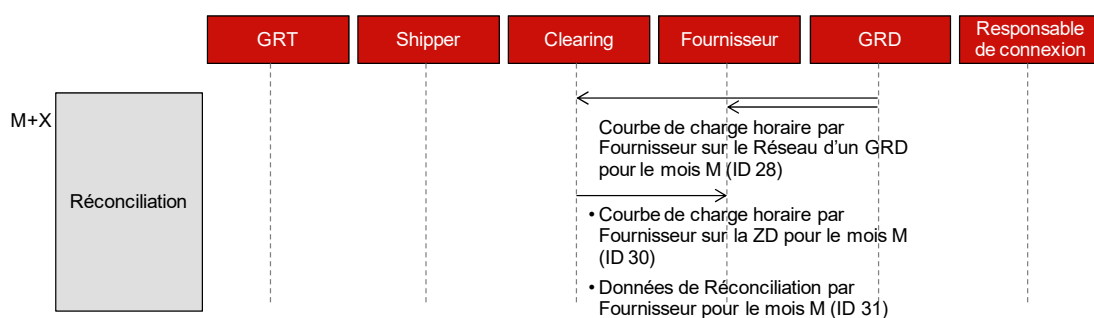 GRT
Shipper
Clearing
Fournisseur
GRD
Responsable
de connexion
M+X
Réconciliation
Courbe de charge horaire par
Fournisseur sur le Réseau d'un GRD
pour le mois M (ID 28)
• Courbe de charge horaire par
Fournisseur sur la ZD pour le mois M
(ID 30)
• Données de Réconciliation par
Fournisseur pour le mois M (ID 31)